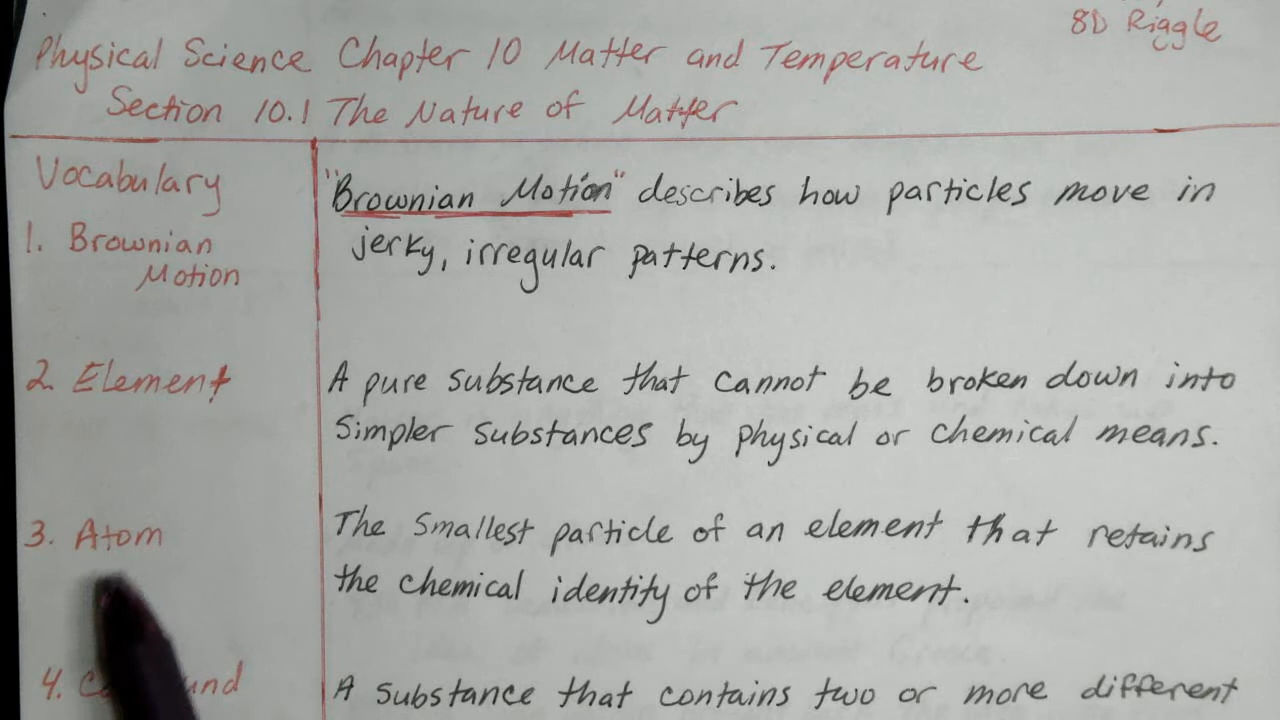 8D Riggle
Physical Science Chapter 10 Matter and Temperature
Section 10.1 The Nature of Matter
Vocabulary
"Brownian Motion" describes how particles move in
jerky, irregular patterns.
1. Brownian
Motion
2. Element
A pure substance that cannot be broken down into
simpler substances by physical or chemical means.
3. Atom
The smallest particle of an element that retains
the chemical identity of the element.
4.
A substance that contains two or more different